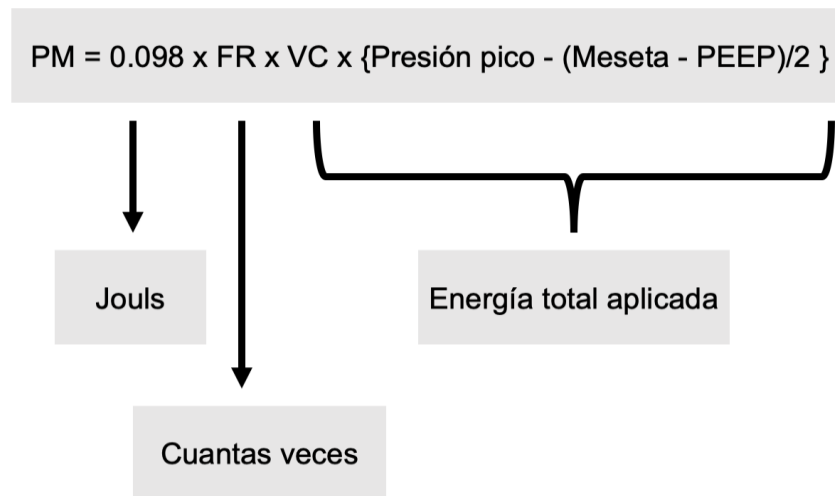 PM = 0.098 x FR x VC x {Presión pico - (Meseta - PEEP)/2 }
Jouls
Energía total aplicada
Cuantas veces